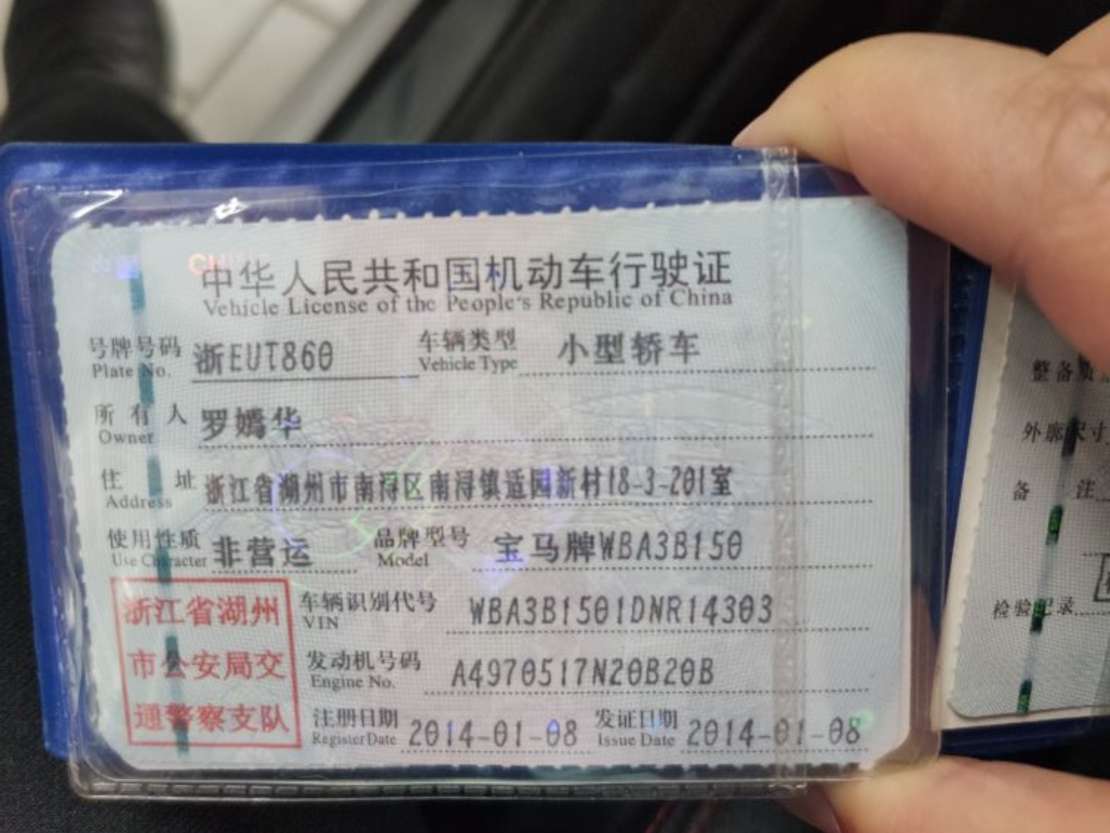 中华人民共和国机动车行驶证
Vehicle License of the People's Republic of China
号牌号码 浙EUT860 车辆类型 小型轿车
Plate No. Vehicle Type
所有人 罗嫣华
Owner
住址 浙江省湖州市南浔区南浔镇适园新村18-3-201室
Address
使用性质 非营运 品牌型号 宝马牌WBA3B150
Use Character Model
浙江省湖州
市公安局交
通警察支队
车辆识别代号 WBA3B1501DNR14303
VIN
发动机号码 A4970517N20B20B
Engine No.
注册日期 2014-01-08 发证日期 2014-01-08
Register Date Issue Date
整备质
外廓尺寸
备注
检验记录